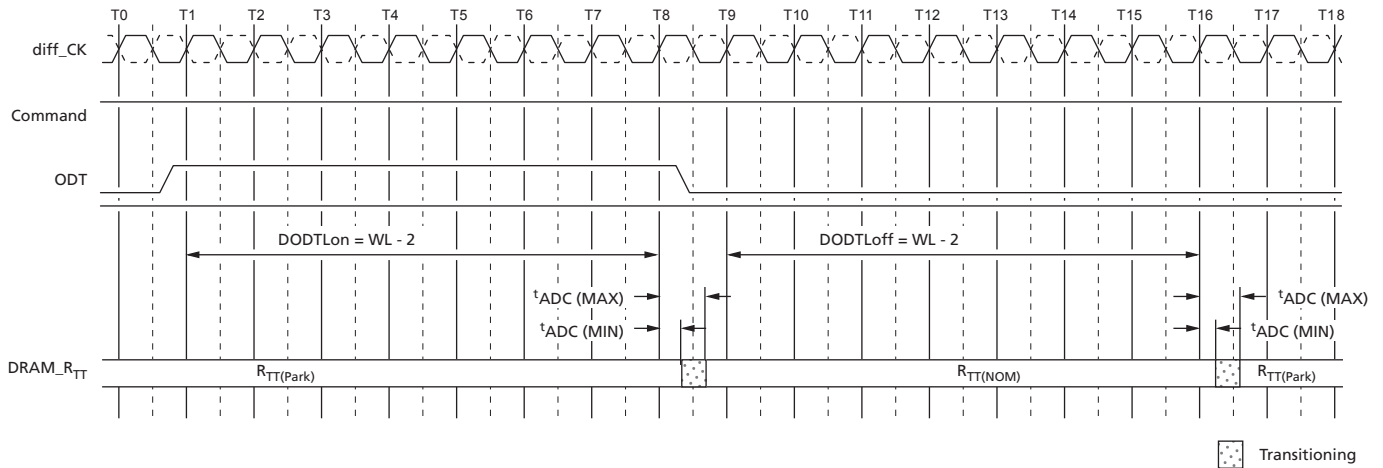 T0 T1 T2 T3 T4 T5 T6 T7 T8 T9 T10 T11 T12 T13 T14 T15 T16 T17 T18
diff_CK
Command
ODT
DODTLon = WL - 2 DODTLoff = WL - 2
tADC (MAX) tADC (MAX)
tADC (MIN) tADC (MIN)
DRAM_RTT RTT(Park) RTT(NOM) RTT(Park)
Transitioning